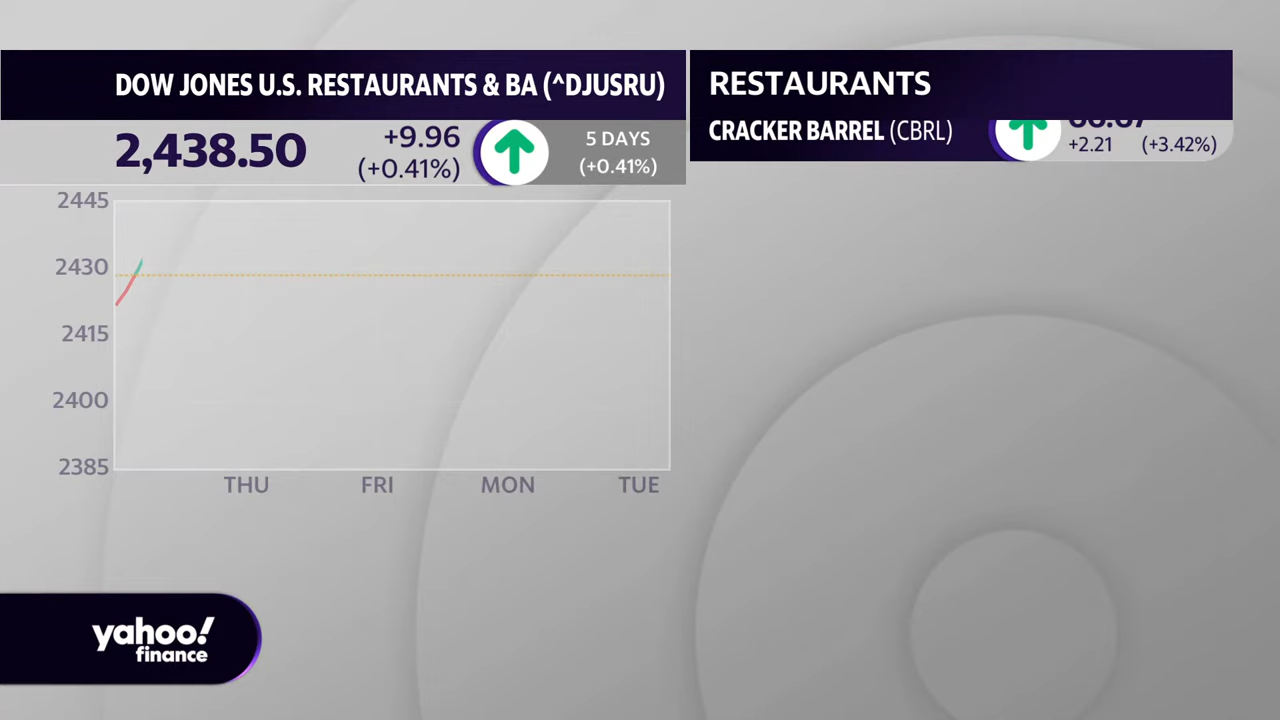 DOW JONES U.S. RESTAURANTS & BA (^DJUSRU)
2,438.50
+9.96
(+0.41%)
5 DAYS
(+0.41%)
2445
2430
2415
2400
2385
THU FRI MON TUE
RESTAURANTS
CRACKER BARREL (CBRL)
+2.21 (+3.42%)
yahoo!
finance